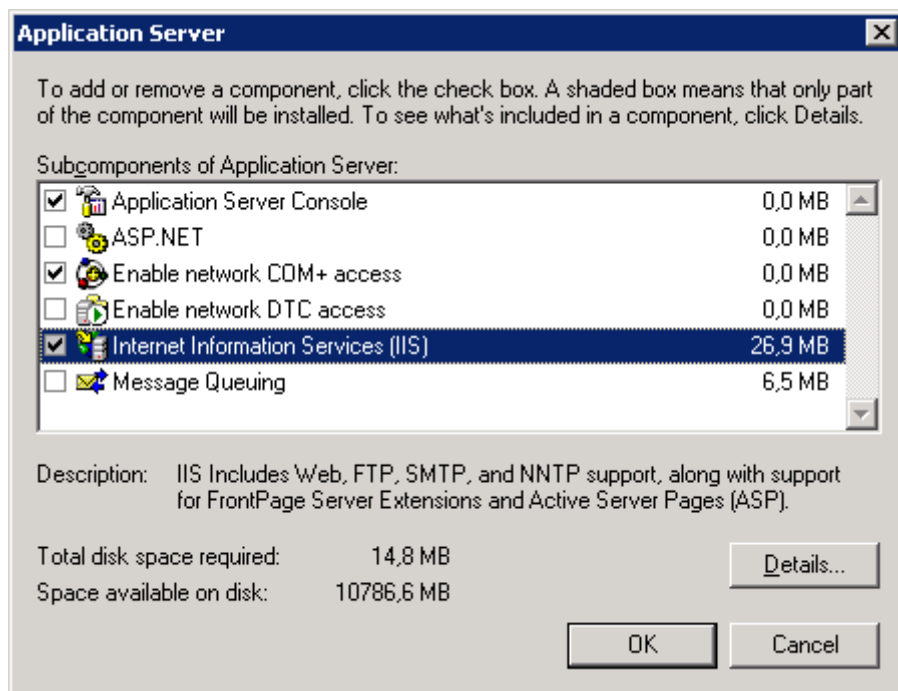 Application Server
To add or remove a component, click the check box. A shaded box means that only part
of the component will be installed. To see what's included in a component, click Details.
Subcomponents of Application Server:
Application Server Console 0,0 MB
ASP.NET 0,0 MB
Enable network COM+ access 0,0 MB
Enable network DTC access 0,0 MB
Internet Information Services (IIS) 26,9 MB
Message Queuing 6,5 MB
Description: IIS Includes Web, FTP, SMTP, and NNTP support, along with support
for FrontPage Server Extensions and Active Server Pages (ASP).
Total disk space required: 14,8 MB
Details...
Space available on disk: 10786,6 MB
OK Cancel